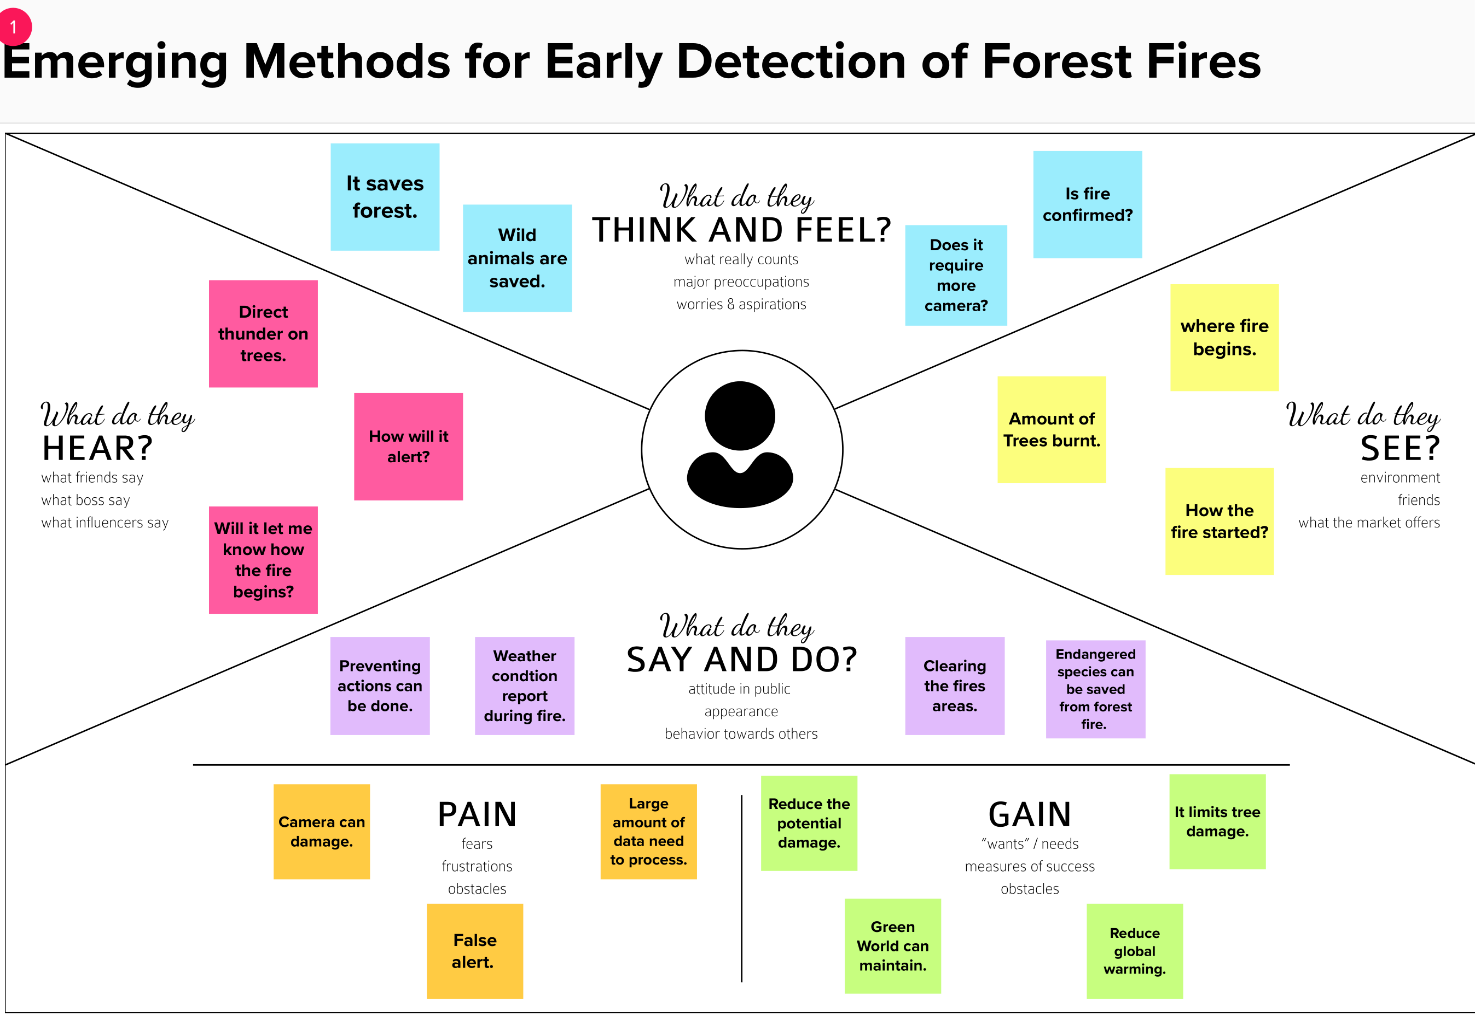 1
Emerging Methods for Early Detection of Forest Fires
It saves
forest.
Wild
animals are
saved.
What do they
THINK AND FEEL?
what really counts
major preoccupations
worries & aspirations
Does it
require
more
camera?
Is fire
confirmed?
Direct
thunder on
trees.
What do they
HEAR?
what friends say
what boss say
what influencers say
How will it
alert?
Will it let me
know how
the fire
begins?
where fire
begins.
Amount of
Trees burnt.
What do they
SEE?
environment
friends
what the market offers
How the
fire started?
Preventing
actions can
be done.
Weather
condtion
report
during fire.
What do they
SAY AND DO?
attitude in public
appearance
behavior towards others
Clearing
the fires
areas.
Endangered
species can
be saved
from forest
fire.
Camera can
damage.
PAIN
fears
frustrations
obstacles
Large
amount of
data need
to process.
False
alert.
Reduce the
potential
damage.
GAIN
"wants" / needs
measures of success
obstacles
It limits tree
damage.
Green
World can
maintain.
Reduce
global
warming.